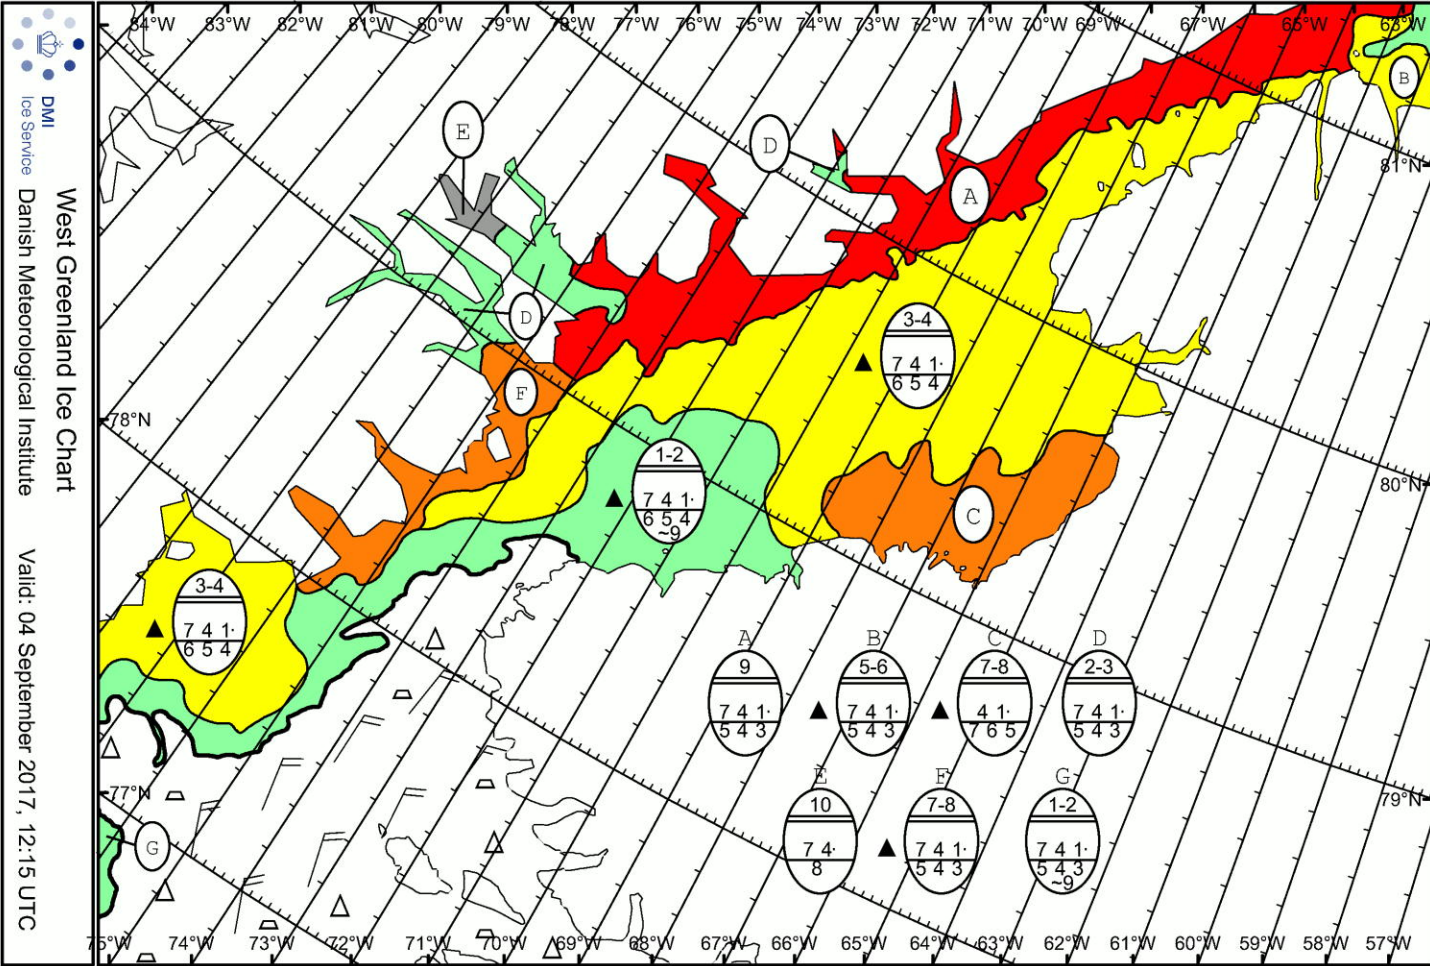 West Greenland Ice Chart
Danish Meteorological Institute
Valid: 04 September 2017, 12:15 UTC
DMI
Ice Service
84°W 82°W 81°W 80°W 79°W 78°W 77°W 76°W 75°W 74°W 73°W 72°W 71°W 70°W 69°W 67°W 65°W 63°W
B
E
D
81°N
A
D
3-4
7 4 1·
6 5 4
F
78°N
1-2
7 4 1·
6 5 4
~9
80°N
C
3-4
7 4 1·
6 5 4
A
9
7 4 1·
5 4 3
B
5-6
7 4 1·
5 4 3
C
7-8
4 1·
7 6 5
D
2-3
7 4 1·
5 4 3
77°N
79°N
E
10
7 4·
8
F
7-8
7 4 1·
5 4 3
G
1-2
7 4 1·
5 4 3
~9
G
75°W 74°W 73°W 72°W 71°W 70°W 69°W 68°W 67°W 66°W 65°W 64°W 63°W 62°W 61°W 60°W 59°W 58°W 57°W